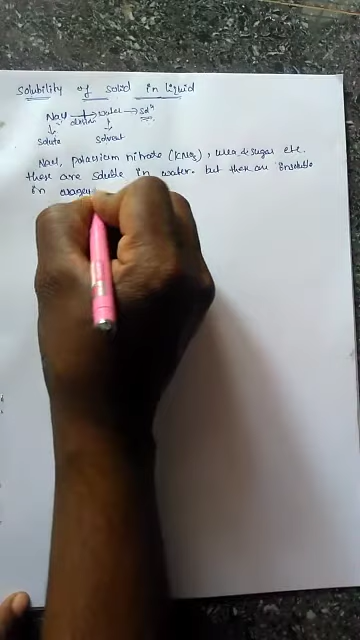 Solubility of solid in liquid
NaCl + water → Sol^n
Solute Solvent
NaCl, potassium nitrate (KNO3), urea & sugar etc.
these are soluble in water. but these are insoluble
in